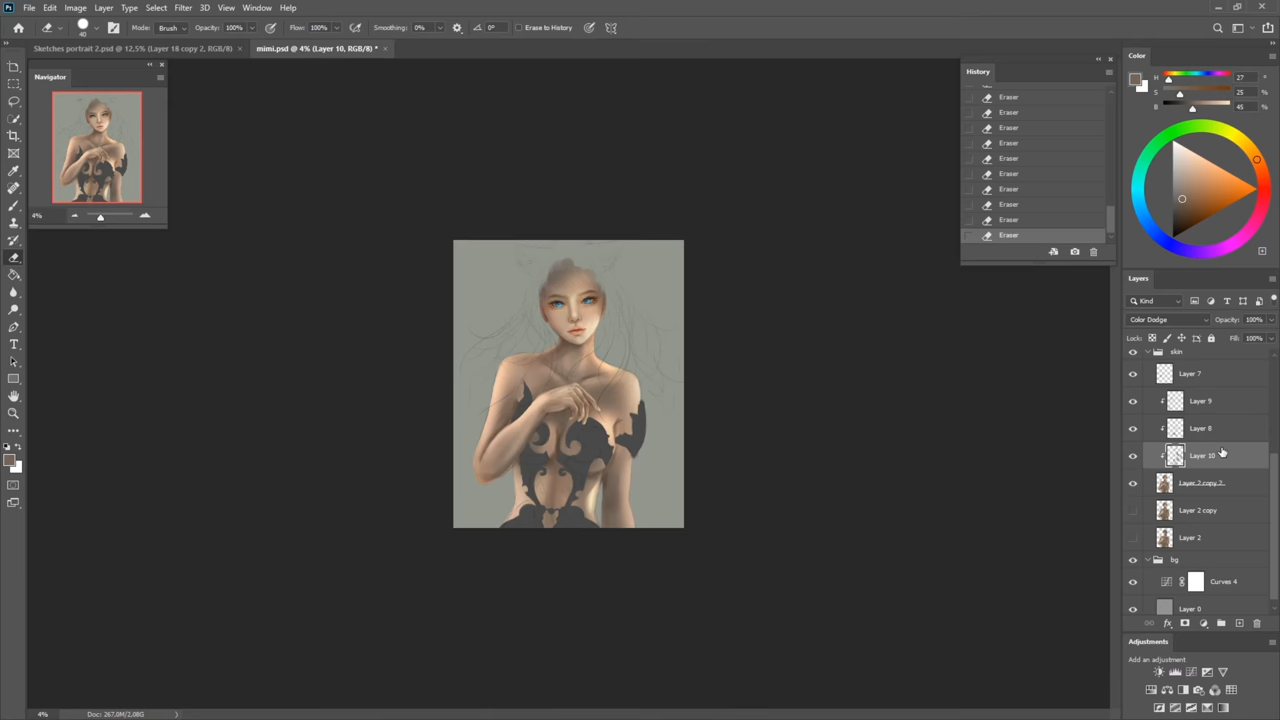 Ps File Edit Image Layer Type Select Filter 3D View Window Help
40 Mode: Brush Opacity: 100% Flow: 100% Smoothing: 0% 0° Erase to History
Sketches portrait 2.psd @ 12,5% (Layer 18 copy 2, RGB/8) × mimi.psd @ 4% (Layer 10, RGB/8) * ×
Navigator
4%
History
Eraser
Eraser
Eraser
Eraser
Eraser
Eraser
Eraser
Eraser
Eraser
Eraser
Color
H 27 °
S 25 %
B 45 %
Layers
Kind
Color Dodge Opacity: 100%
Lock: Fill: 100%
skin
Layer 7
Layer 9
Layer 8
Layer 10
Layer 2 copy 2
Layer 2 copy
Layer 2
bg
Curves 4
Layer 0
fx
Adjustments
Add an adjustment
4% Doc: 267,0M/2,08G